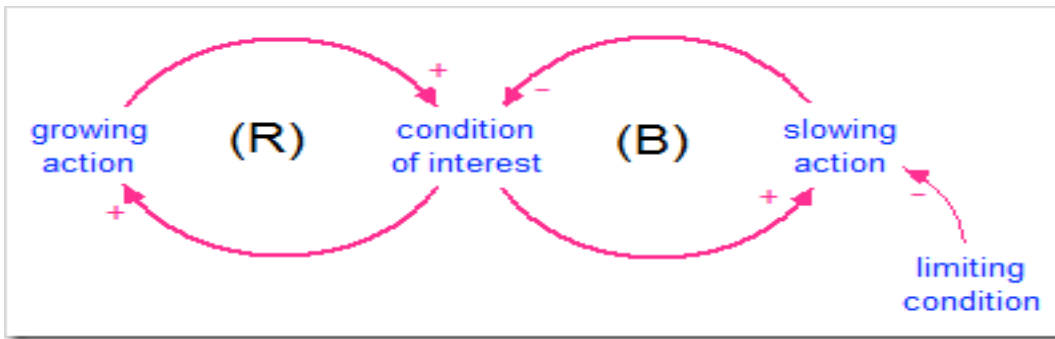 +
−
growing
action
(R)
condition
of interest
(B)
slowing
action
+
+
−
limiting
condition